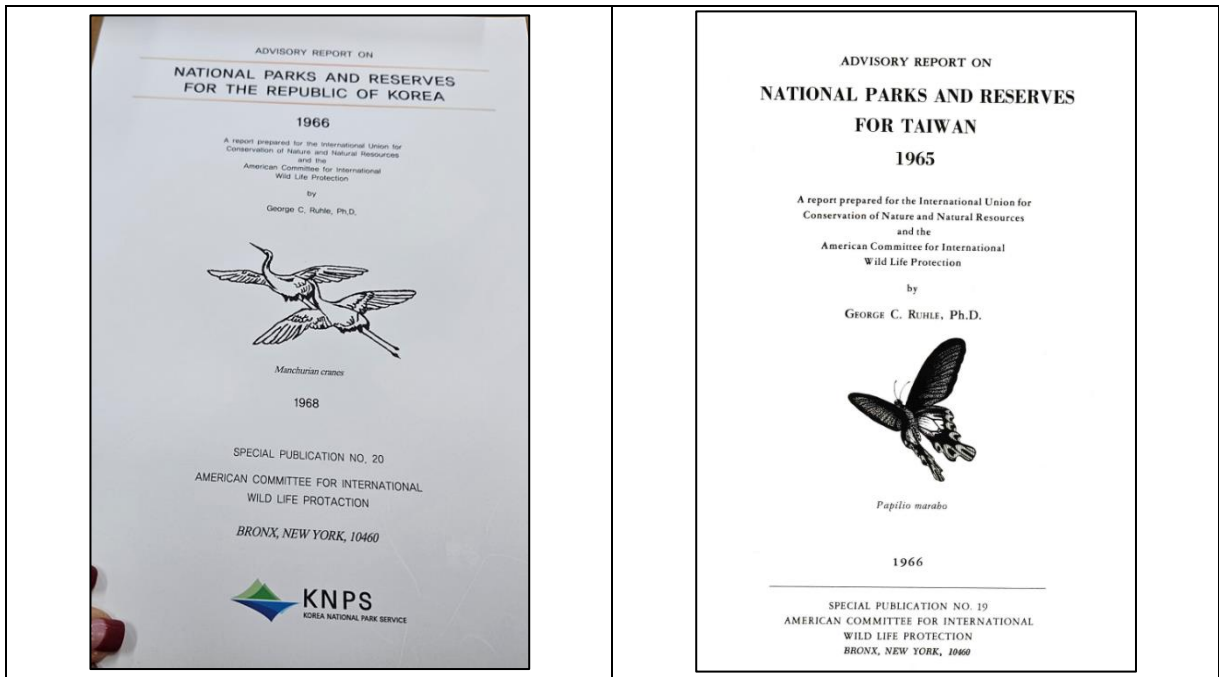 ADVISORY REPORT ON
NATIONAL PARKS AND RESERVES
FOR THE REPUBLIC OF KOREA
1966
A report prepared for the International Union for
Conservation of Nature and Natural Resources
and the
American Committee for International
Wild Life Protection
by
George C. Ruhle, Ph.D.
Manchurian cranes
1968
SPECIAL PUBLICATION NO. 20
AMERICAN COMMITTEE FOR INTERNATIONAL
WILD LIFE PROTACTION
BRONX, NEW YORK, 10460
KNPS
KOREA NATIONAL PARK SERVICE
ADVISORY REPORT ON
NATIONAL PARKS AND RESERVES
FOR TAIWAN
1965
A report prepared for the International Union for
Conservation of Nature and Natural Resources
and the
American Committee for International
Wild Life Protection
by
GEORGE C. RUHLE, Ph.D.
Papilio maraho
1966
SPECIAL PUBLICATION NO. 19
AMERICAN COMMITTEE FOR INTERNATIONAL
WILD LIFE PROTECTION
BRONX, NEW YORK, 10460